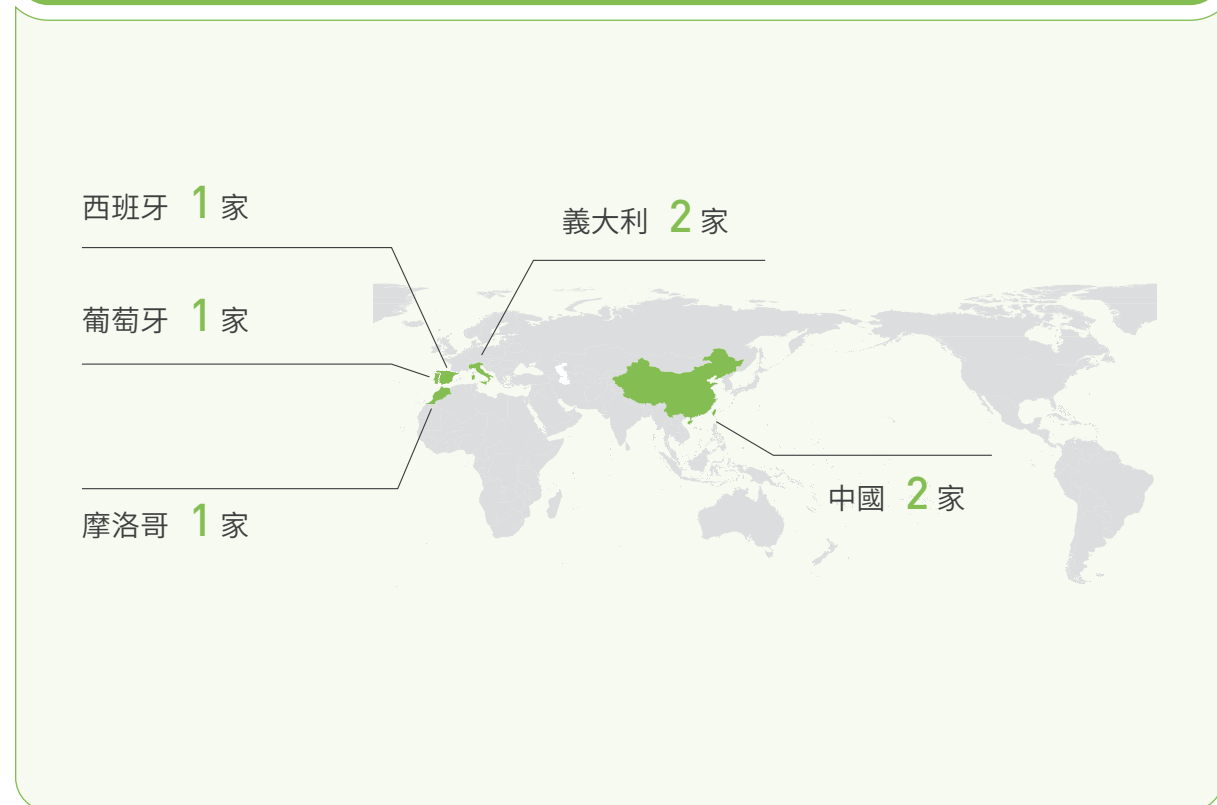 西班牙 1 家
義大利 2 家
葡萄牙 1 家
中國 2 家
摩洛哥 1 家